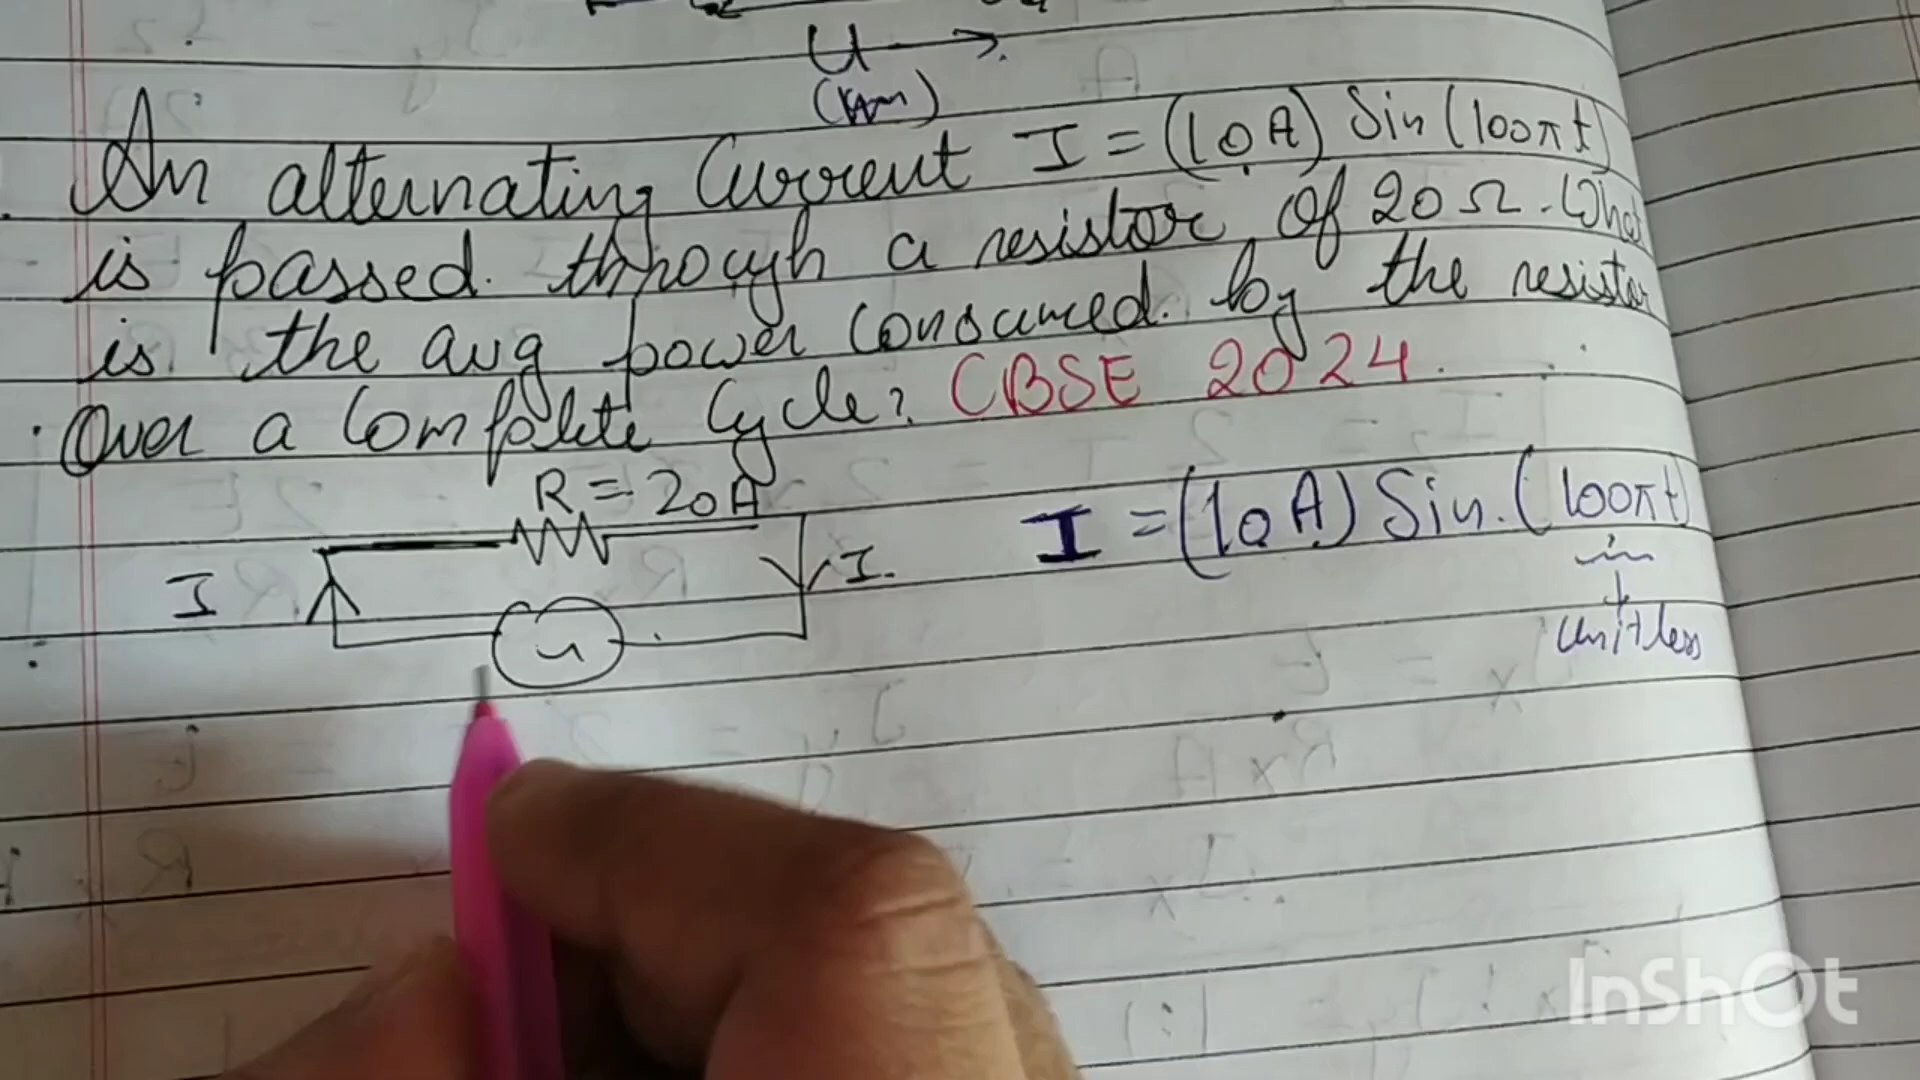 U →
(km)
An alternating Current I = (10A) Sin (100πt)
is passed through a resistor of 20Ω. What
is the avg power Consumed by the resistor
Over a Complete Cycle? CBSE 2024.
R = 20A
I = (10A) Sin. (100πt)
I
I.
unitless
InShOt